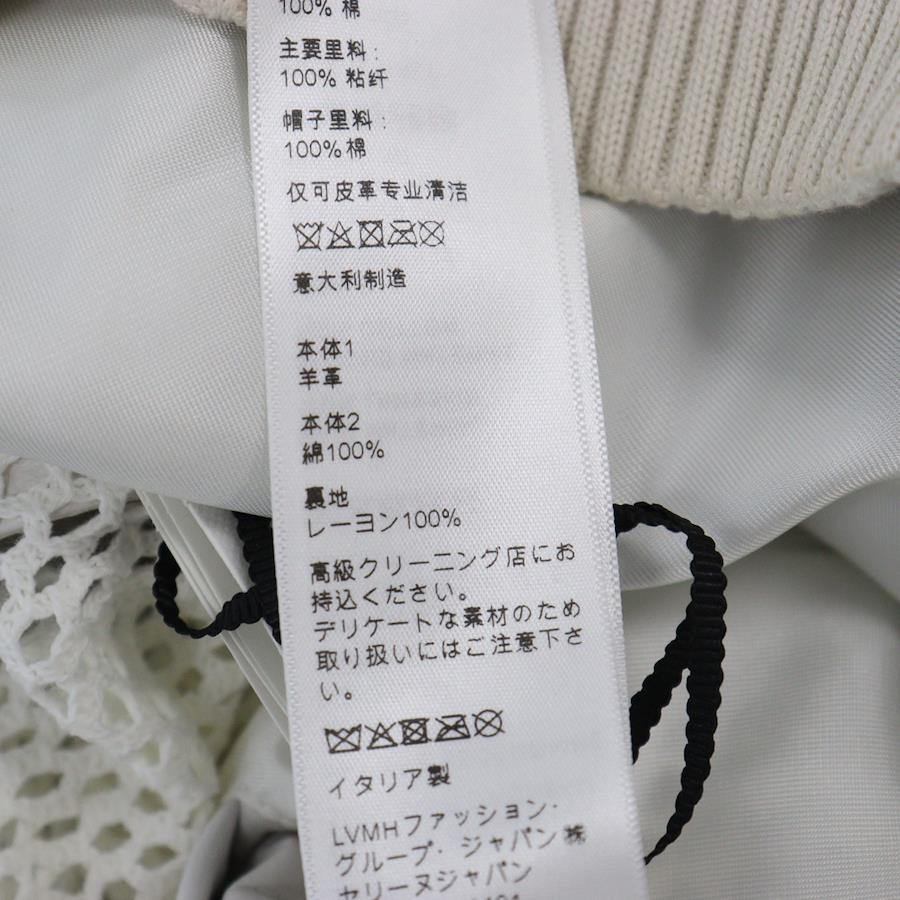 100% 棉
主要里料:
100% 粘纤
帽子里料:
100% 棉
仅可皮革专业清洁
意大利制造
本体1
羊革
本体2
綿100%
裏地
レーヨン100%
高級クリーニング店にお
持込ください。
デリケートな素材のため
取り扱いにはご注意下さ
い。
イタリア製
LVMHファッション・
グループ・ジャパン㈱
セリーヌジャパン